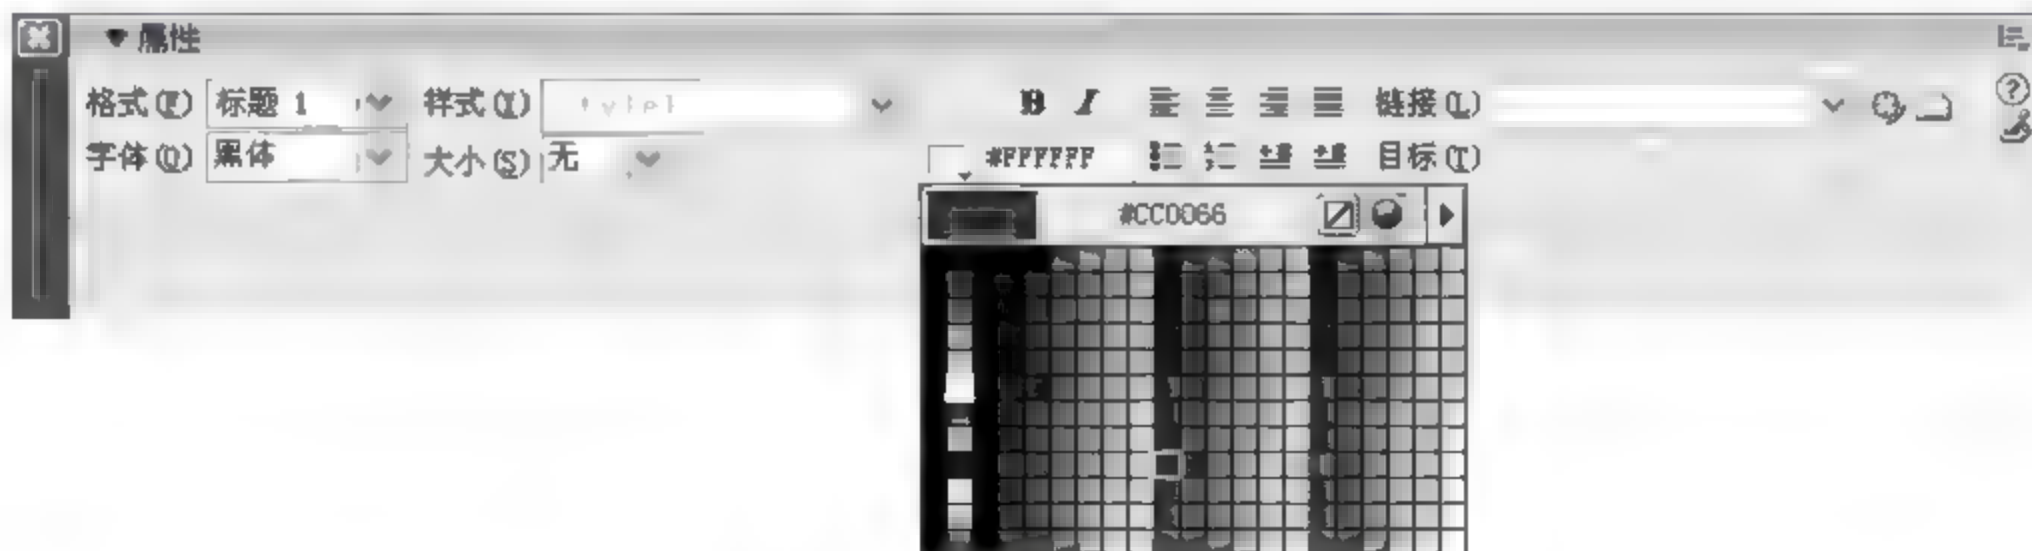 属性
格式(F) 标题 1 样式(Y) B I 链接(L)
字体(O) 黑体 大小(S) 无 #FFFFFF 目标(T)
#CC0066